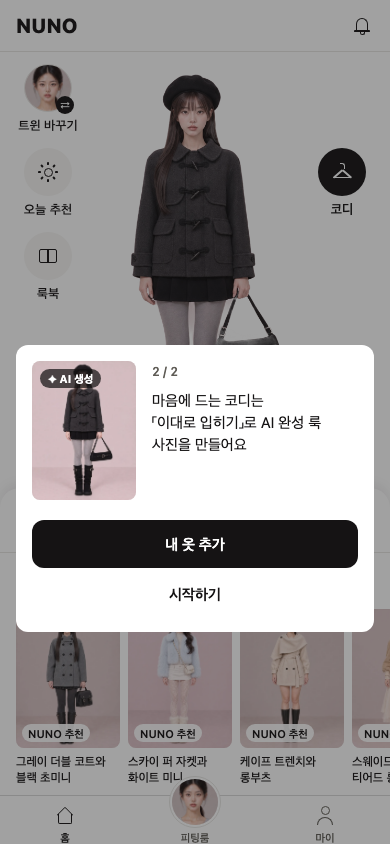 NUNO
트윈 바꾸기
오늘 추천
코디
룩북
AI 생성
2 / 2
마음에 드는 코디는
「이대로 입히기」로 AI 완성 룩
사진을 만들어요
내 옷 추가
시작하기
NUNO 추천
NUNO 추천
NUNO 추천
NUN
그레이 더블 코트와
블랙 초미니
스카이 퍼 자켓과
화이트 미니
케이프 트렌치와
롱부츠
스웨이드
티어드 롱
홈
피팅룸
마이